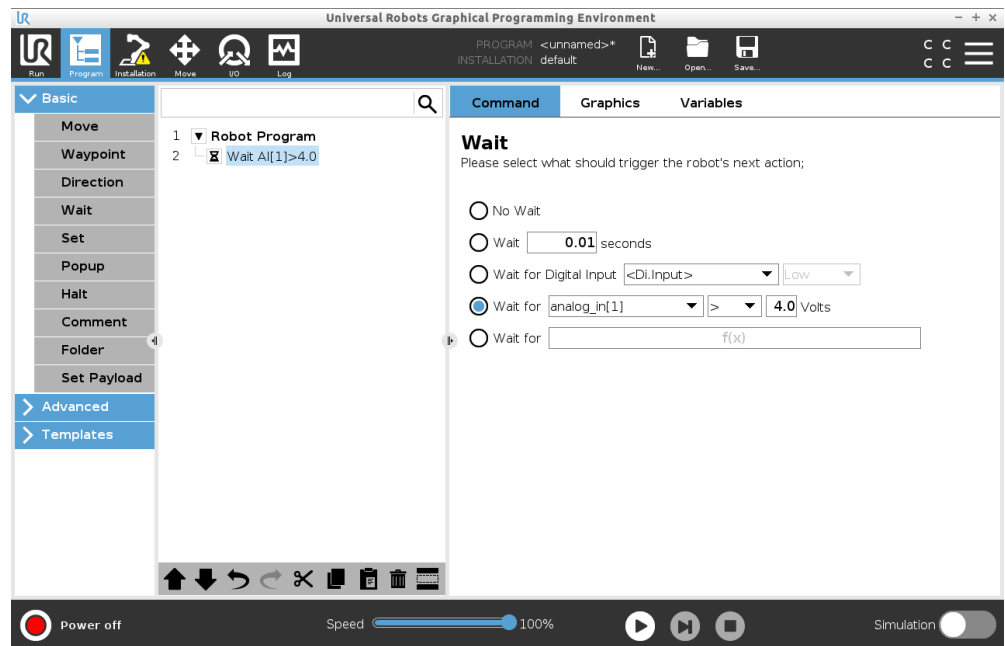 UR Universal Robots Graphical Programming Environment
PROGRAM <unnamed>*
INSTALLATION default
UR
Run Program Installation Move I/O Log New... Open... Save...
C C
C C
Basic
Move
Waypoint
Direction
Wait
Set
Popup
Halt
Comment
Folder
Set Payload
Advanced
Templates
1 Robot Program
2 Wait AI[1]>4.0
Command Graphics Variables
Wait
Please select what should trigger the robot's next action;
No Wait
Wait 0.01 seconds
Wait for Digital Input <Di.Input> Low
Wait for analog_in[1] > 4.0 Volts
Wait for f(x)
Power off Speed 100% Simulation